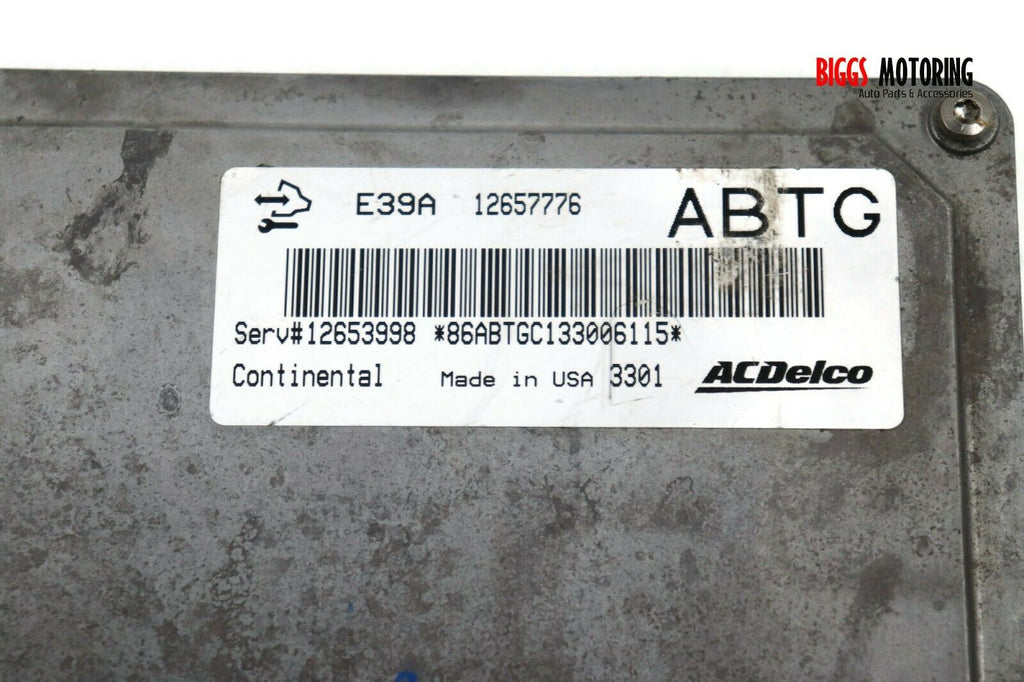 BIGGS MOTORING
Auto Parts & Accessories
E39A 12657776 ABTG
Serv#12653998 *86ABTGC133006115*
Continental Made in USA 3301 ACDelco